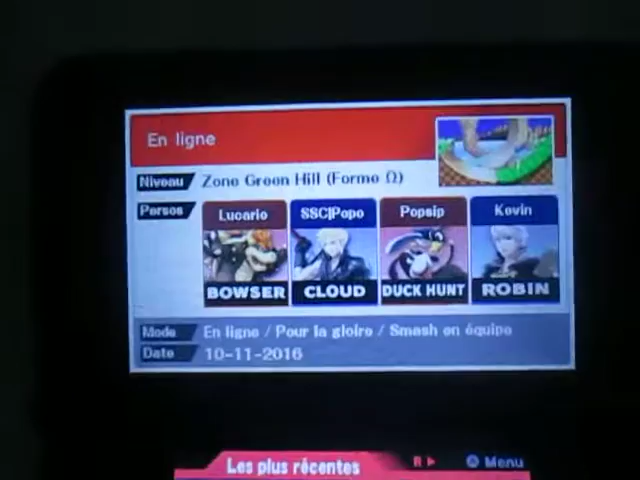 En ligne
Niveau Zone Green Hill (Forme Ω)
Persos Lucario SSC|Popo Popsip Kevin
BOWSER CLOUD DUCK HUNT ROBIN
Mode En ligne / Pour la gloire / Smash en équipe
Date 10-11-2016
Les plus récentes R Menu